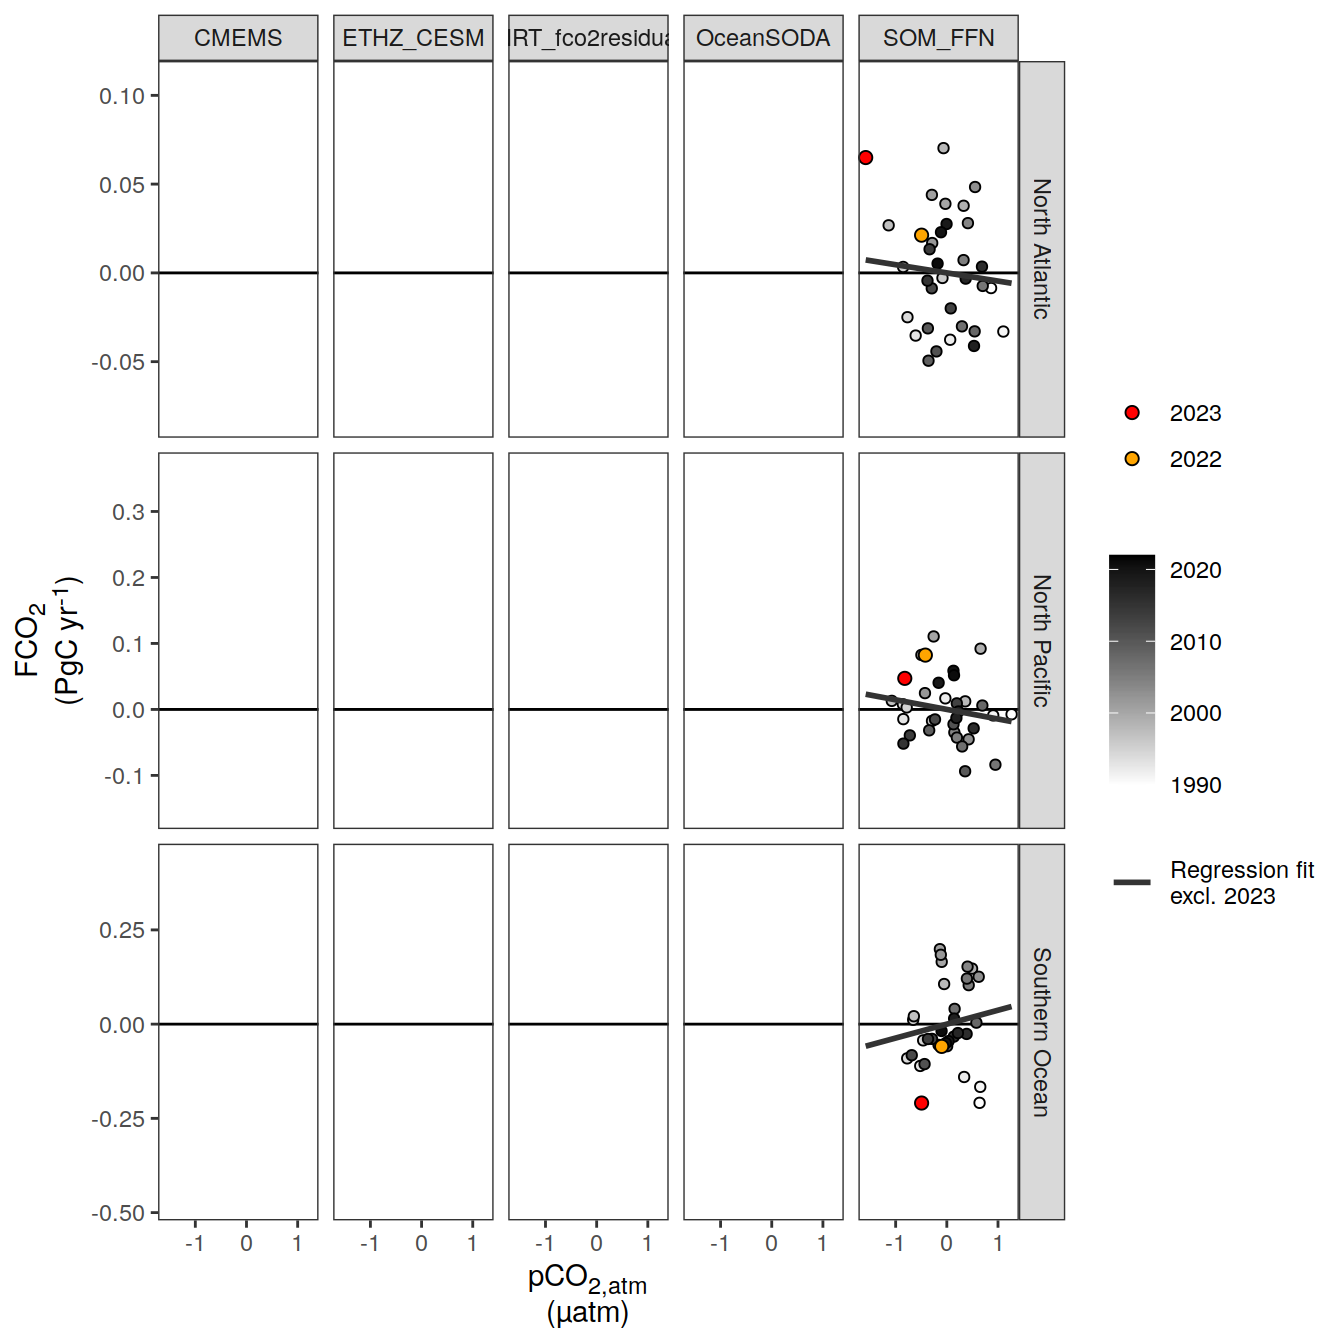 CMEMS ETHZ_CESM IRT_fco2residua OceanSODA SOM_FFN
0.10
0.05
0.00
-0.05
North Atlantic
0.3
0.2
0.1
0.0
-0.1
North Pacific
0.25
0.00
-0.25
-0.50
Southern Ocean
FCO2
(PgC yr-1)
-1 0 1 -1 0 1 -1 0 1 -1 0 1 -1 0 1
pCO2,atm
(µatm)
2023
2022
2020
2010
2000
1990
Regression fit
excl. 2023